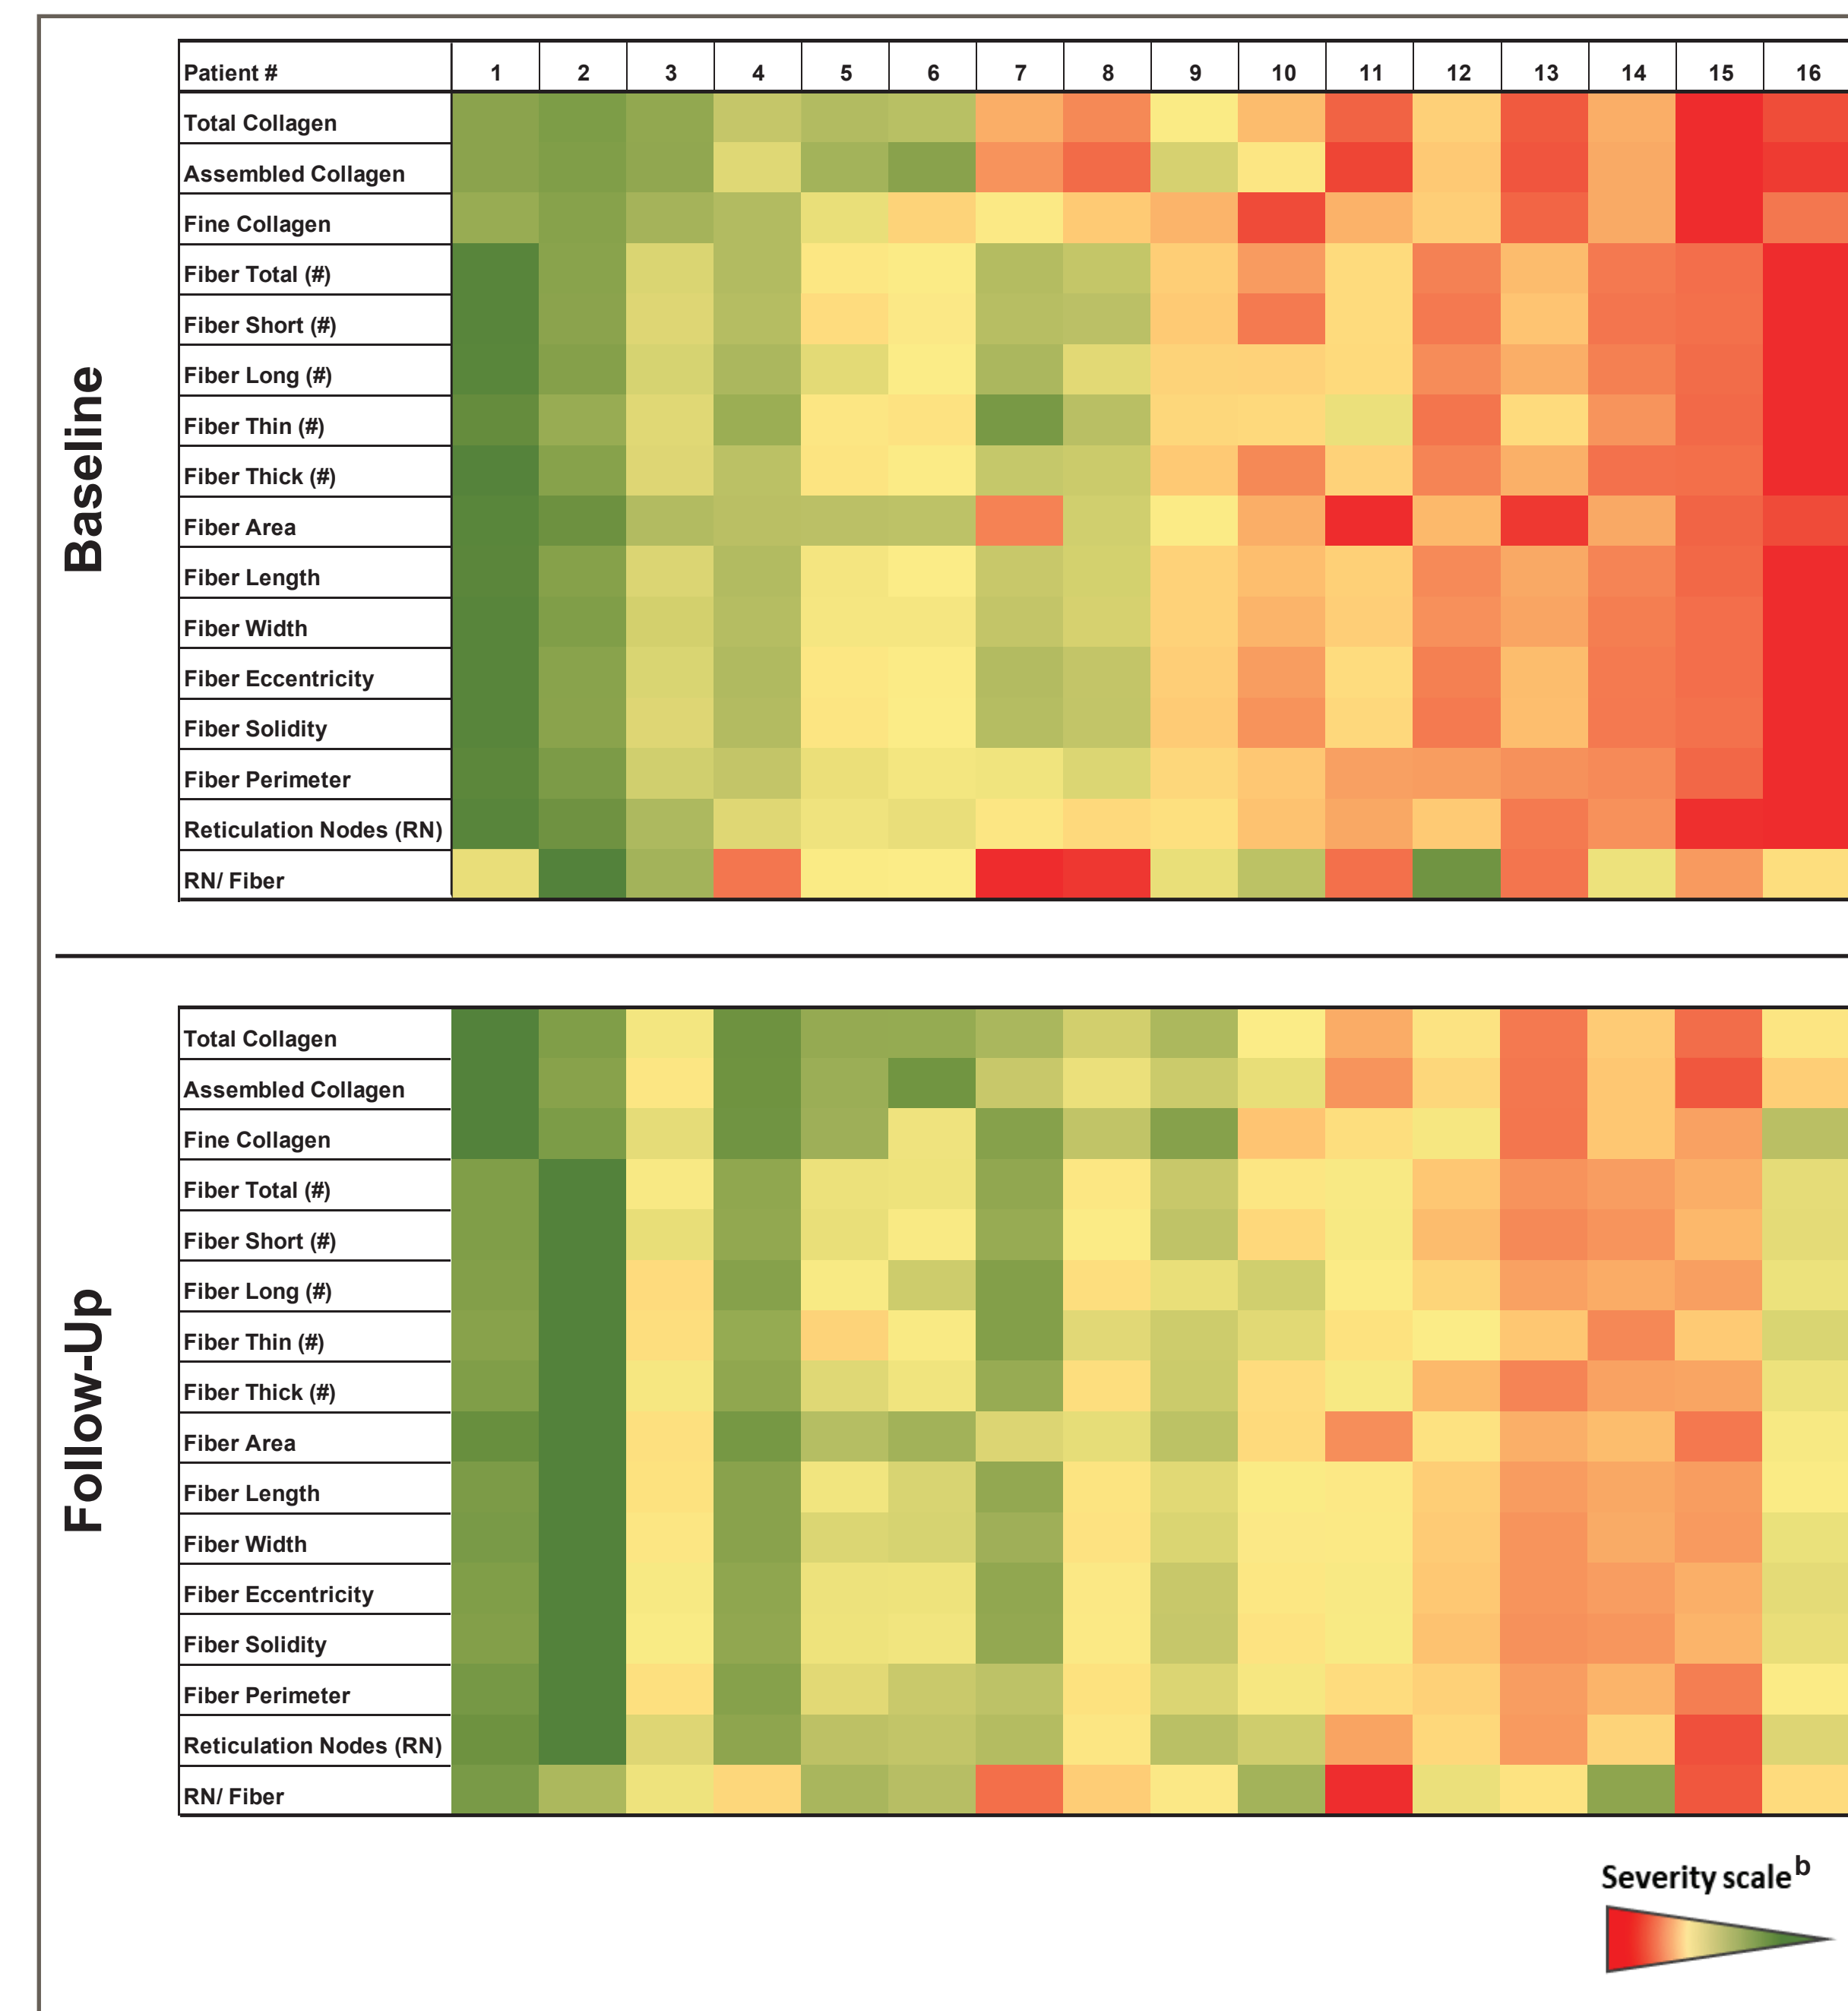 Patient # 1 2 3 4 5 6 7 8 9 10 11 12 13 14 15 16
Baseline
Total Collagen
Assembled Collagen
Fine Collagen
Fiber Total (#)
Fiber Short (#)
Fiber Long (#)
Fiber Thin (#)
Fiber Thick (#)
Fiber Area
Fiber Length
Fiber Width
Fiber Eccentricity
Fiber Solidity
Fiber Perimeter
Reticulation Nodes (RN)
RN/ Fiber
Follow-Up
Total Collagen
Assembled Collagen
Fine Collagen
Fiber Total (#)
Fiber Short (#)
Fiber Long (#)
Fiber Thin (#)
Fiber Thick (#)
Fiber Area
Fiber Length
Fiber Width
Fiber Eccentricity
Fiber Solidity
Fiber Perimeter
Reticulation Nodes (RN)
RN/ Fiber
Severity scale b